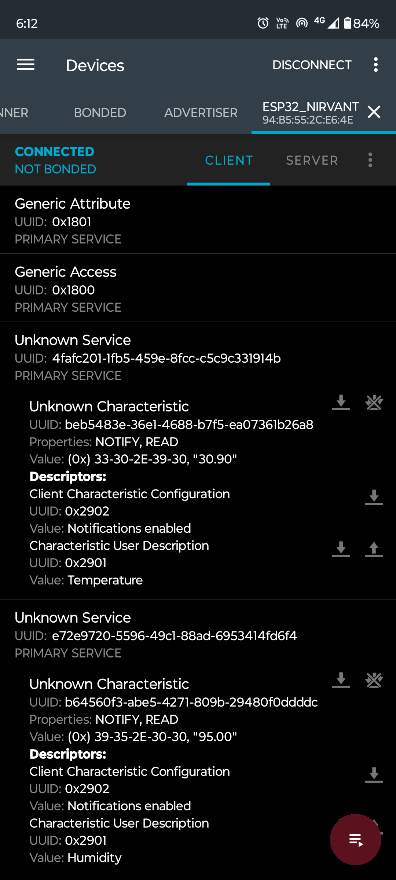 6:12
Vo)) LTE 4G 84%
Devices
DISCONNECT
NNER BONDED ADVERTISER ESP32_NIRVANT
94:B5:55:2C:E6:4E
CONNECTED
NOT BONDED
CLIENT SERVER
Generic Attribute
UUID: 0x1801
PRIMARY SERVICE
Generic Access
UUID: 0x1800
PRIMARY SERVICE
Unknown Service
UUID: 4fafc201-1fb5-459e-8fcc-c5c9c331914b
PRIMARY SERVICE
Unknown Characteristic
UUID: beb5483e-36e1-4688-b7f5-ea07361b26a8
Properties: NOTIFY, READ
Value: (0x) 33-30-2E-39-30, "30.90"
Descriptors:
Client Characteristic Configuration
UUID: 0x2902
Value: Notifications enabled
Characteristic User Description
UUID: 0x2901
Value: Temperature
Unknown Service
UUID: e72e9720-5596-49c1-88ad-6953414fd6f4
PRIMARY SERVICE
Unknown Characteristic
UUID: b64560f3-abe5-4271-809b-29480f0ddddc
Properties: NOTIFY, READ
Value: (0x) 39-35-2E-30-30, "95.00"
Descriptors:
Client Characteristic Configuration
UUID: 0x2902
Value: Notifications enabled
Characteristic User Description
UUID: 0x2901
Value: Humidity